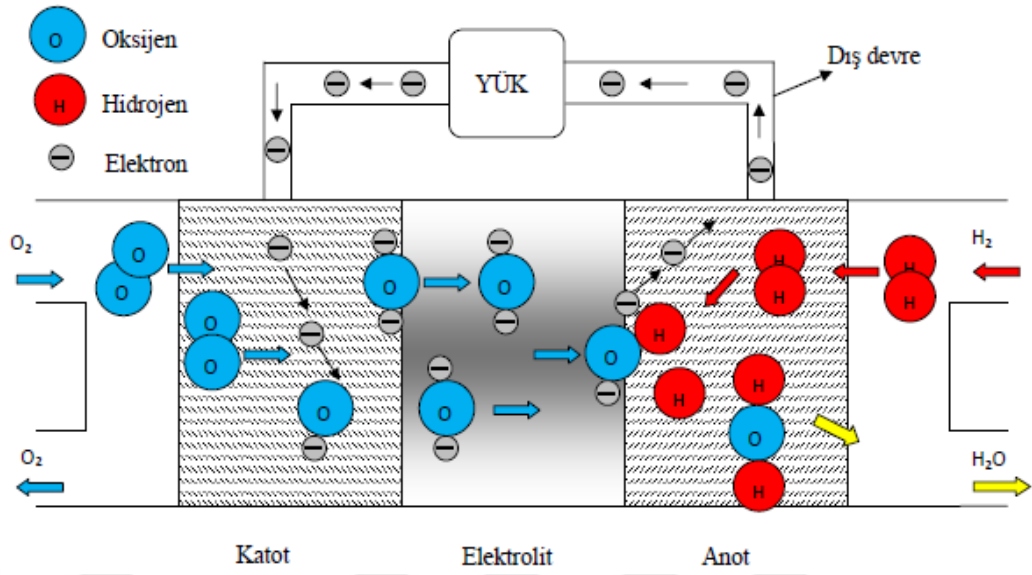 O Oksijen
H Hidrojen
Elektron
YÜK
Dış devre
O₂
H₂
O
O
O
O
O
O
O
O
O
O
H
H
H
H
H
H
H
H
O₂
H₂O
Katot
Elektrolit
Anot